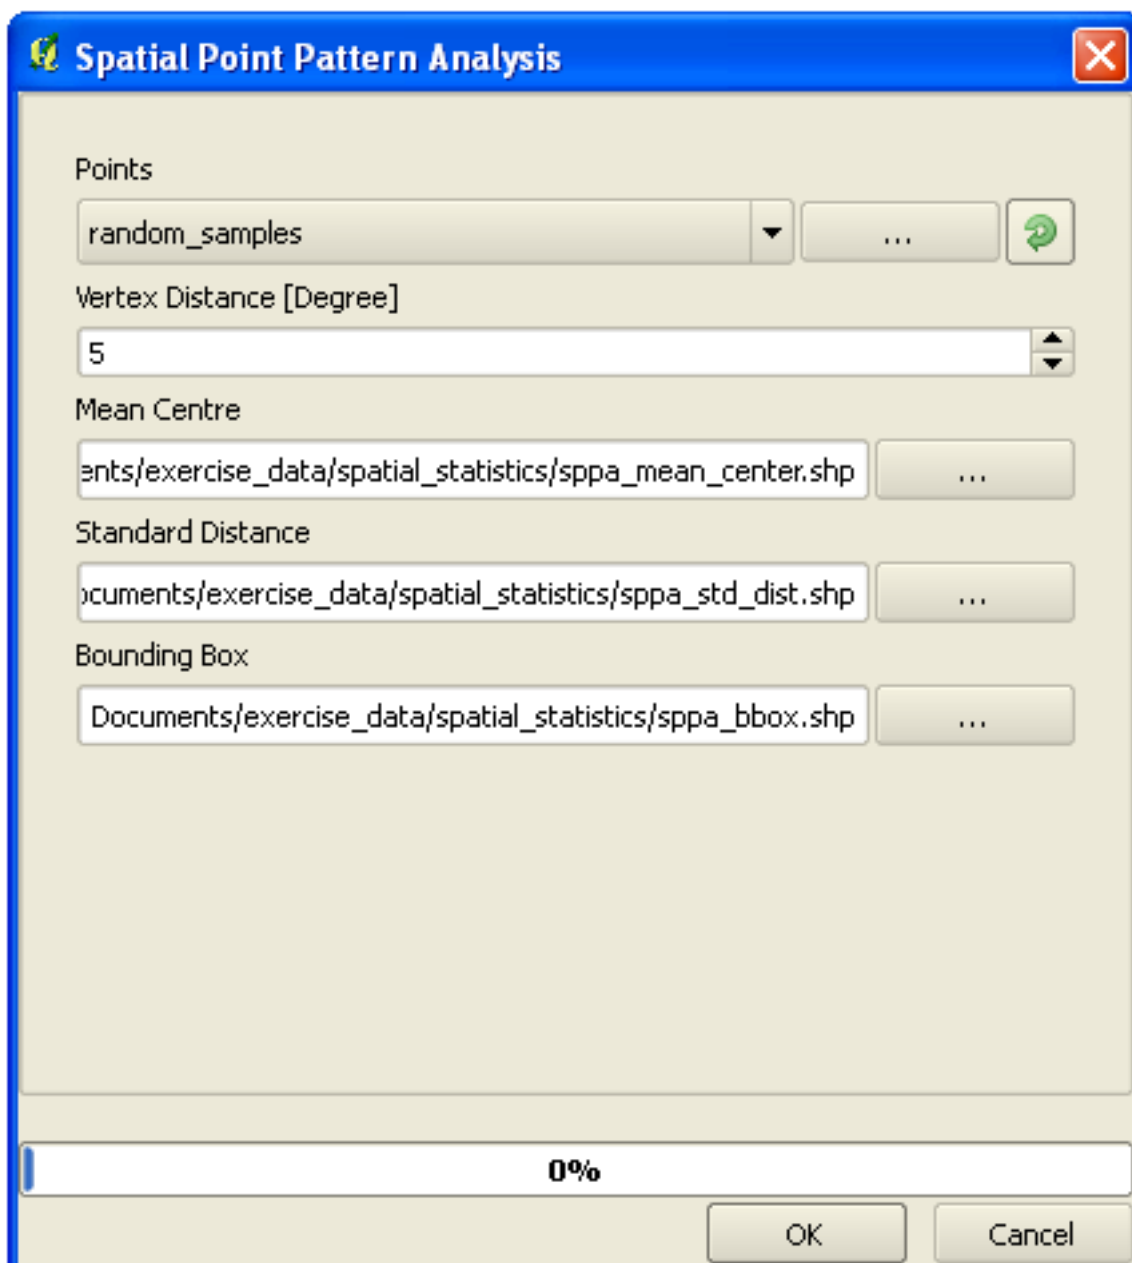 Spatial Point Pattern Analysis
Points
random_samples
...
Vertex Distance [Degree]
5
Mean Centre
ents/exercise_data/spatial_statistics/sppa_mean_center.shp
...
Standard Distance
ocuments/exercise_data/spatial_statistics/sppa_std_dist.shp
...
Bounding Box
Documents/exercise_data/spatial_statistics/sppa_bbox.shp
...
0%
OK
Cancel